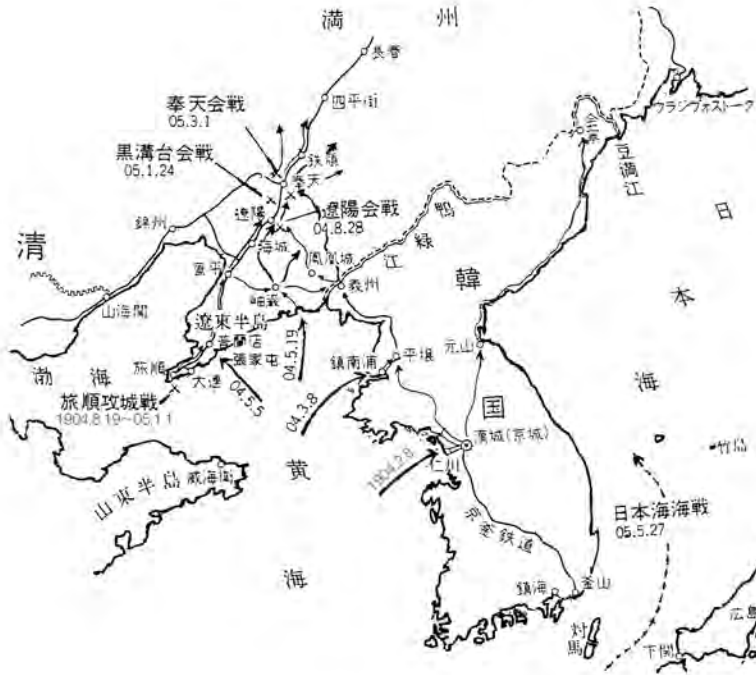 満州
長春
四平街
奉天会戦
05.3.1
鉄嶺
奉天
黒溝台会戦
05.1.24
遼陽
遼陽会戦
04.8.28
会寧
ウラジヴォストーク
豆満江
鴨緑江
日本海
清
錦州
海城
鳳凰城
蓋平
岫巌
義州
韓国
山海関
遼東半島
普蘭店
張家屯
04.5.19
鎮南浦
平壌
元山
渤海
旅順
大連
04.5.5
04.3.8
旅順攻城戦
1904.8.19～05.1.1
漢城(京城)
仁川
1904.2.8
竹島
山東半島
威海衛
黄海
京釜鉄道
日本海海戦
05.5.27
鎮海
釜山
対馬
下関
広島